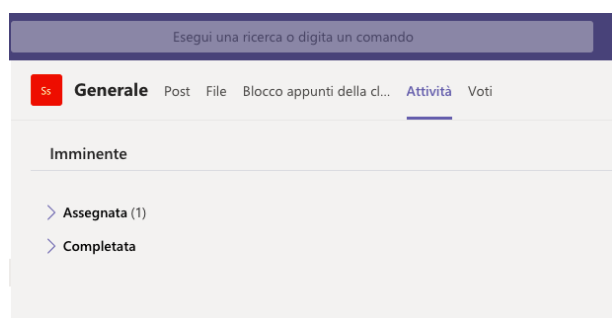 Esegui una ricerca o digita un comando
Ss Generale Post File Blocco appunti della cl... Attività Voti
Imminente
Assegnata (1)
Completata